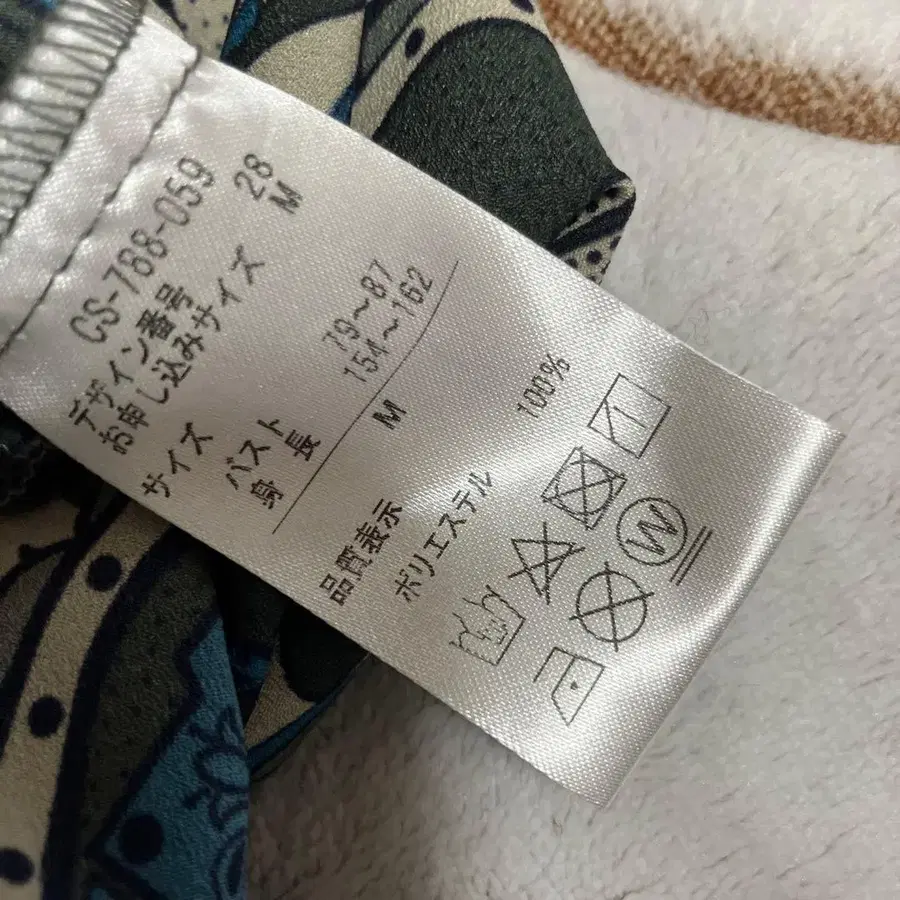 CS-788-059
デザイン番号 28
お申し込みサイズ M
サイズ
バスト 79～87
身長 154～162
M
品質表示
ポリエステル 100%
W